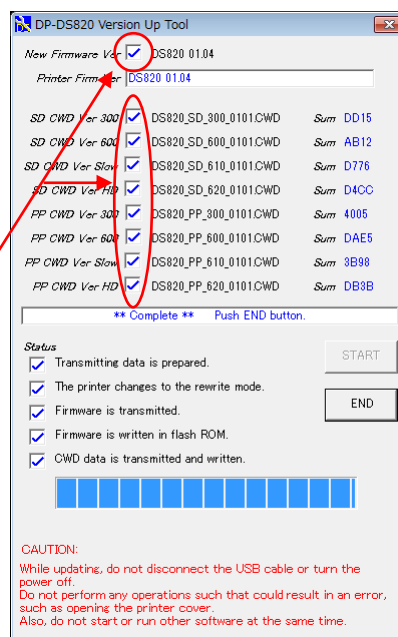 DP-DS820 Version Up Tool
New Firmware Ver DS820 01.04
Printer Firm Ver DS820 01.04
SD CWD Ver 300 DS820_SD_300_0101.CWD Sum DD15
SD CWD Ver 600 DS820_SD_600_0101.CWD Sum AB12
SD CWD Ver Slow DS820_SD_610_0101.CWD Sum D776
SD CWD Ver HD DS820_SD_620_0101.CWD Sum D4CC
PP CWD Ver 300 DS820_PP_300_0101.CWD Sum 4005
PP CWD Ver 600 DS820_PP_600_0101.CWD Sum DAE5
PP CWD Ver Slow DS820_PP_610_0101.CWD Sum 3B98
PP CWD Ver HD DS820_PP_620_0101.CWD Sum DB3B
** Complete ** Push END button.
Status
Transmitting data is prepared.
START
The printer changes to the rewrite mode.
Firmware is transmitted.
END
Firmware is written in flash ROM.
CWD data is transmitted and written.
CAUTION:
While updating, do not disconnect the USB cable or turn the
power off.
Do not perform any operations such that could result in an error,
such as opening the printer cover.
Also, do not start or run other software at the same time.